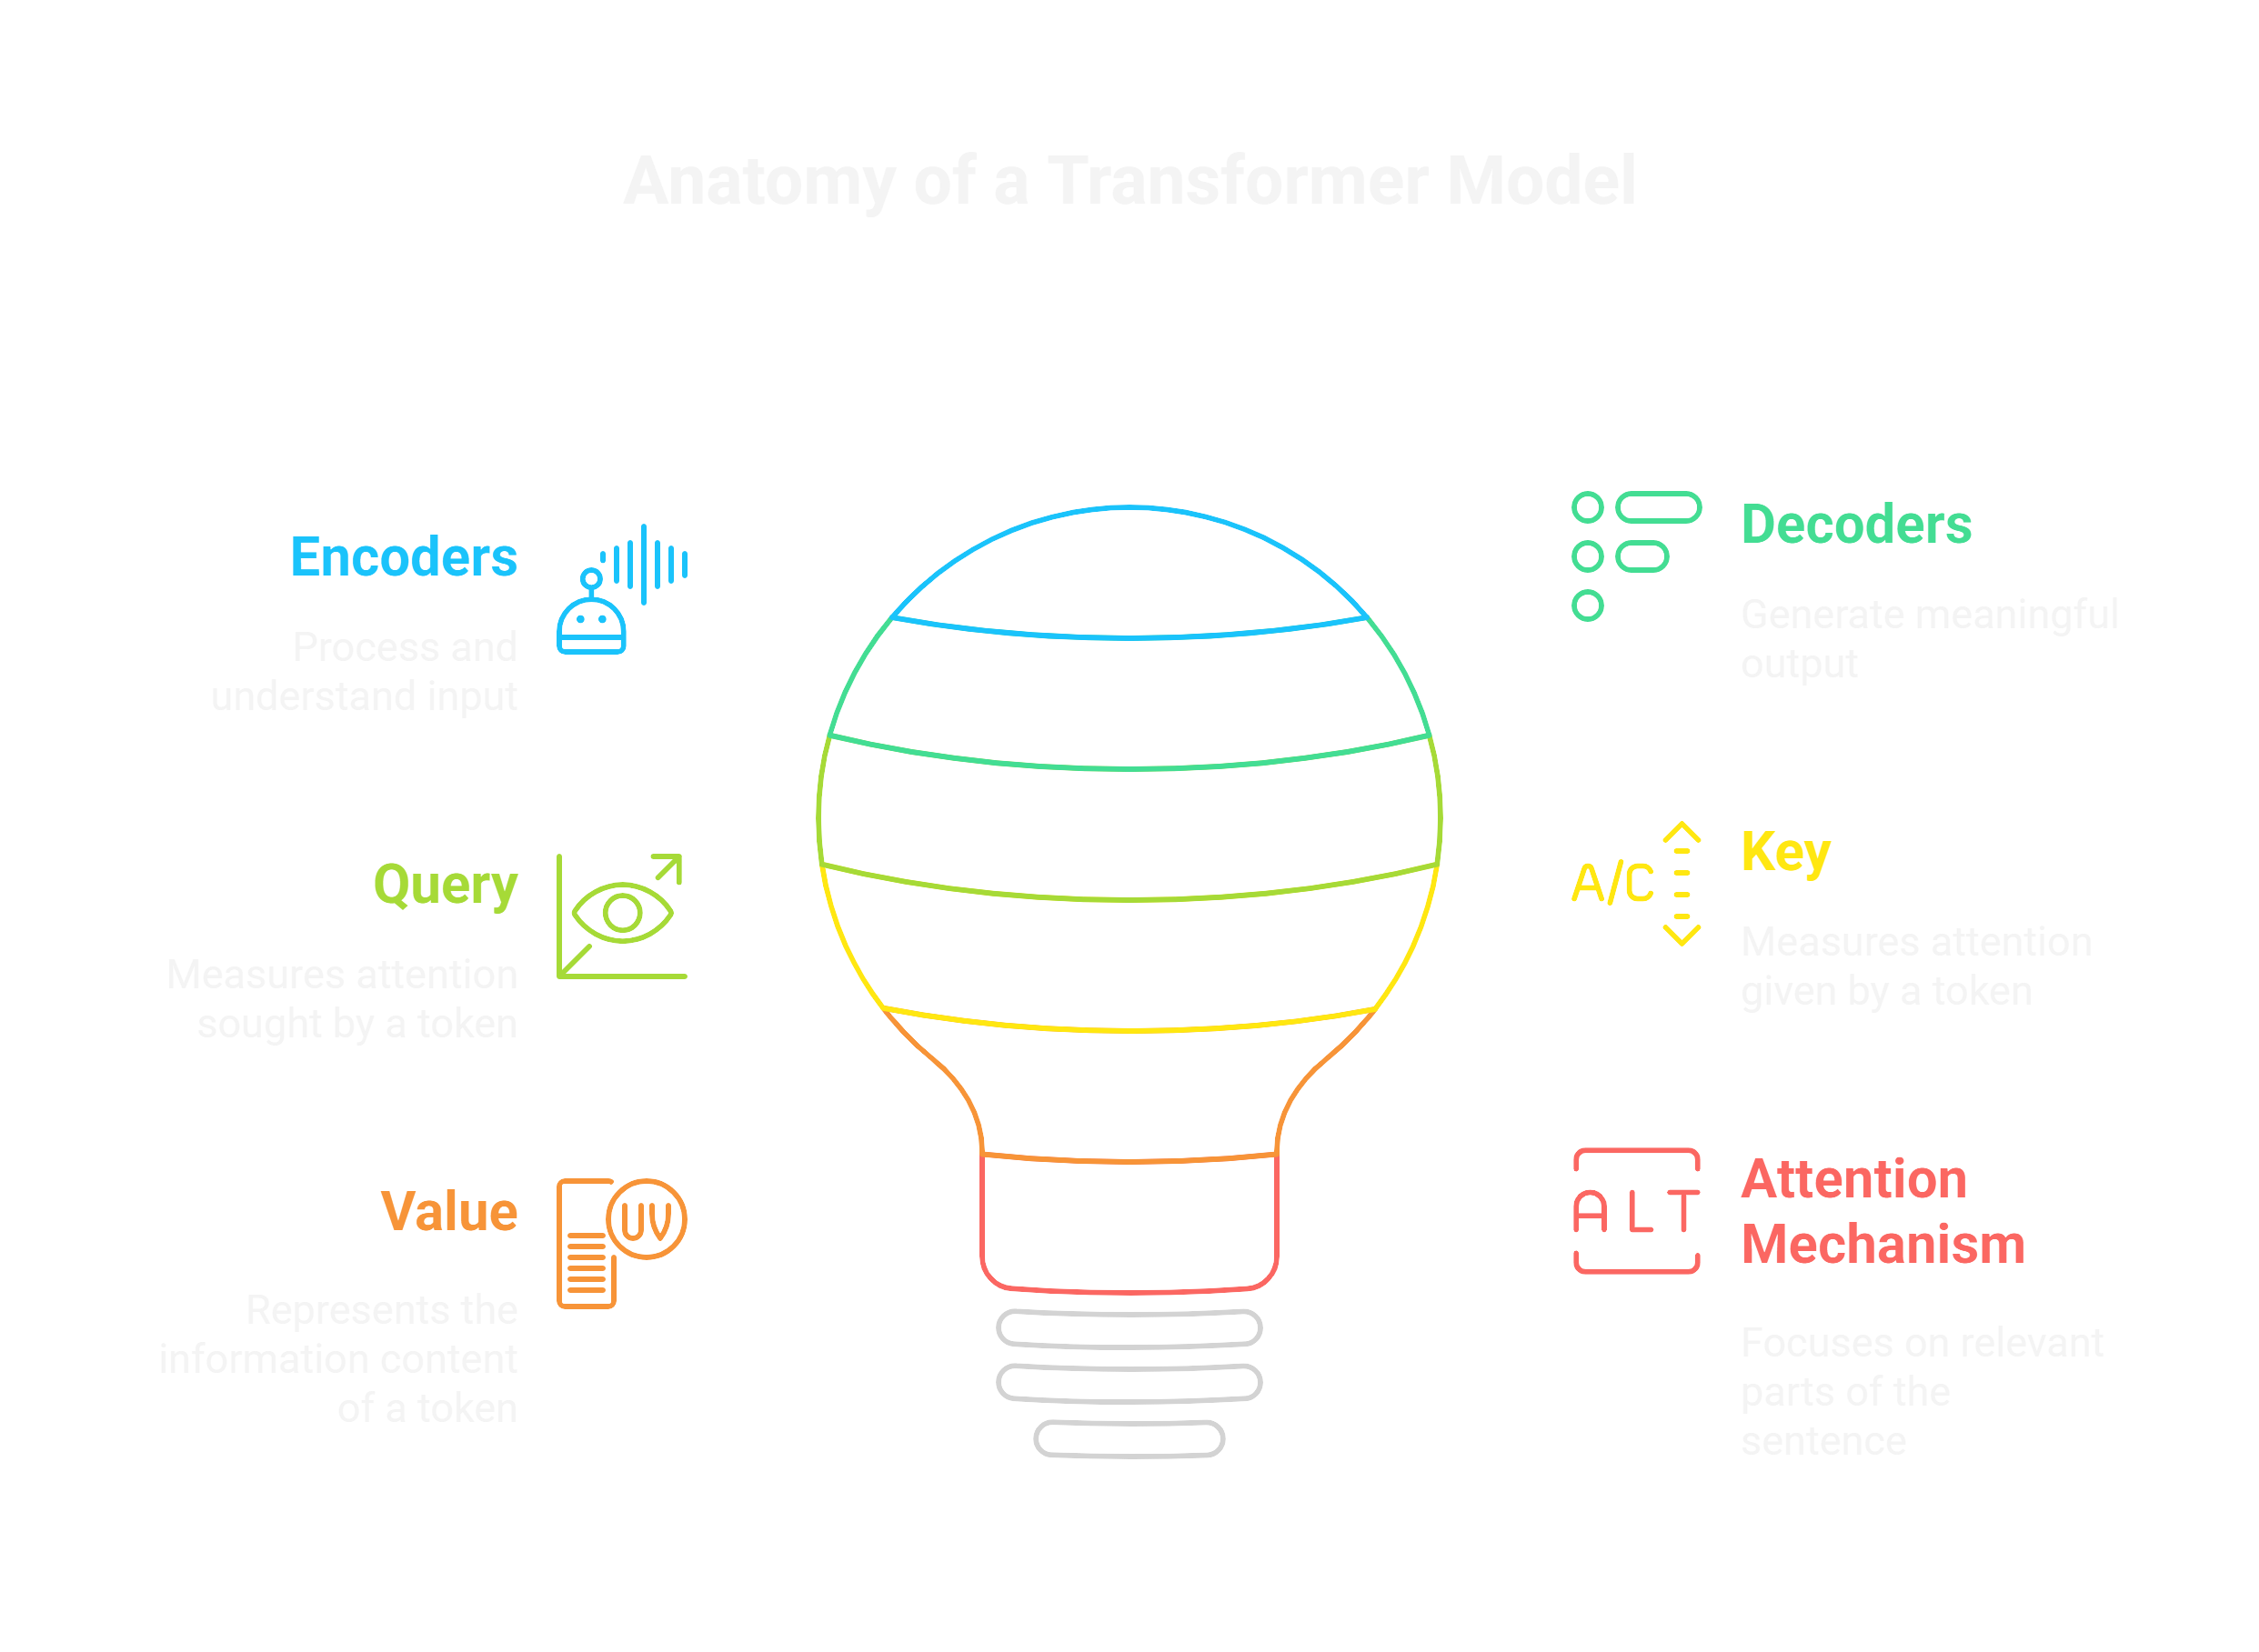 Anatomy of a Transformer Model
Encoders
Process and
understand input
Decoders
Generate meaningful
output
Query
Measures attention
sought by a token
A/C
Key
Measures attention
given by a token
Value
UV
Represents the
information content
of a token
ALT
Attention
Mechanism
Focuses on relevant
parts of the
sentence